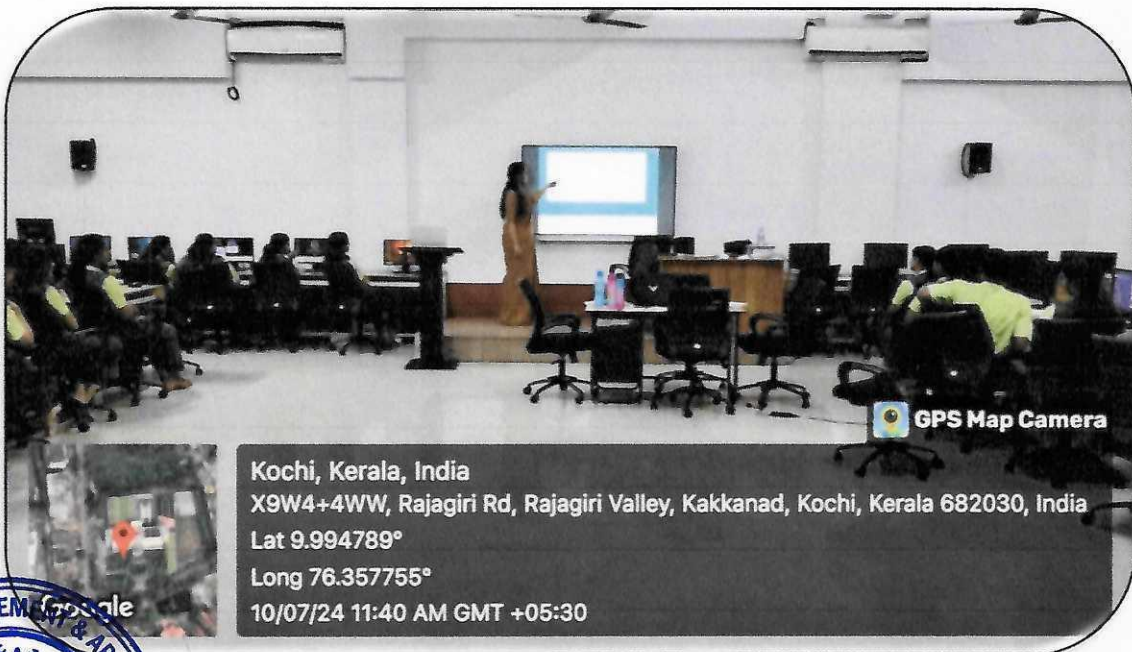 GPS Map Camera
Kochi, Kerala, India
X9W4+4WW, Rajagiri Rd, Rajagiri Valley, Kakkanad, Kochi, Kerala 682030, India
Lat 9.994789°
Long 76.357755°
10/07/24 11:40 AM GMT +05:30
Google